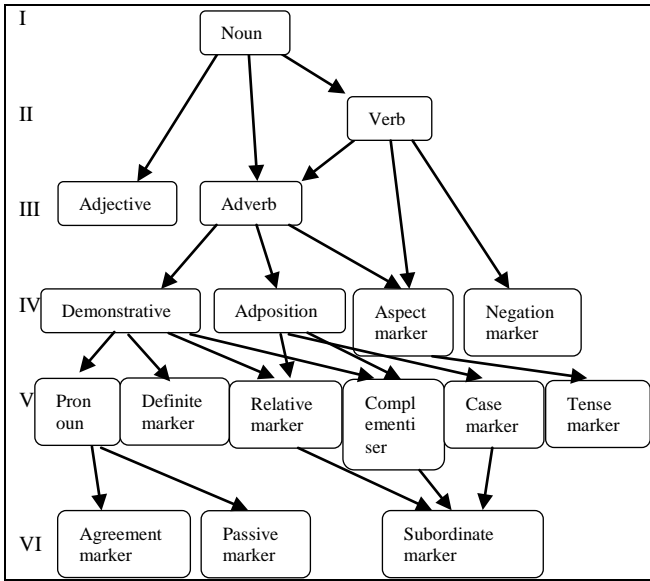 I
Noun
II
Verb
III
Adjective
Adverb
IV
Demonstrative
Adposition
Aspect
marker
Negation
marker
V
Pron
oun
Definite
marker
Relative
marker
Compl
ementi
ser
Case
marker
Tense
marker
VI
Agreement
marker
Passive
marker
Subordinate
marker